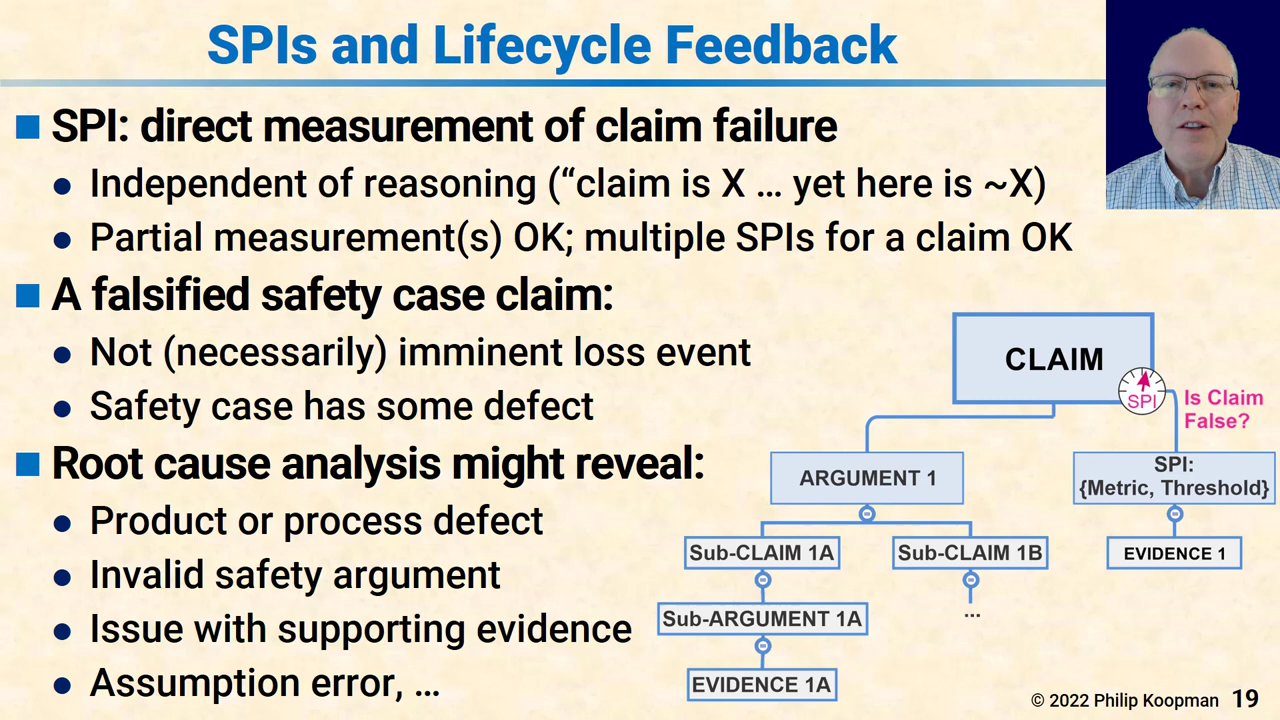 SPIs and Lifecycle Feedback
SPI: direct measurement of claim failure
Independent of reasoning (“claim is X … yet here is ~X)
Partial measurement(s) OK; multiple SPIs for a claim OK
A falsified safety case claim:
Not (necessarily) imminent loss event
Safety case has some defect
Root cause analysis might reveal:
Product or process defect
Invalid safety argument
Issue with supporting evidence
Assumption error, …
CLAIM
SPI
Is Claim
False?
ARGUMENT 1
SPI:
{Metric, Threshold}
Sub-CLAIM 1A
Sub-CLAIM 1B
EVIDENCE 1
Sub-ARGUMENT 1A
...
EVIDENCE 1A
© 2022 Philip Koopman 19